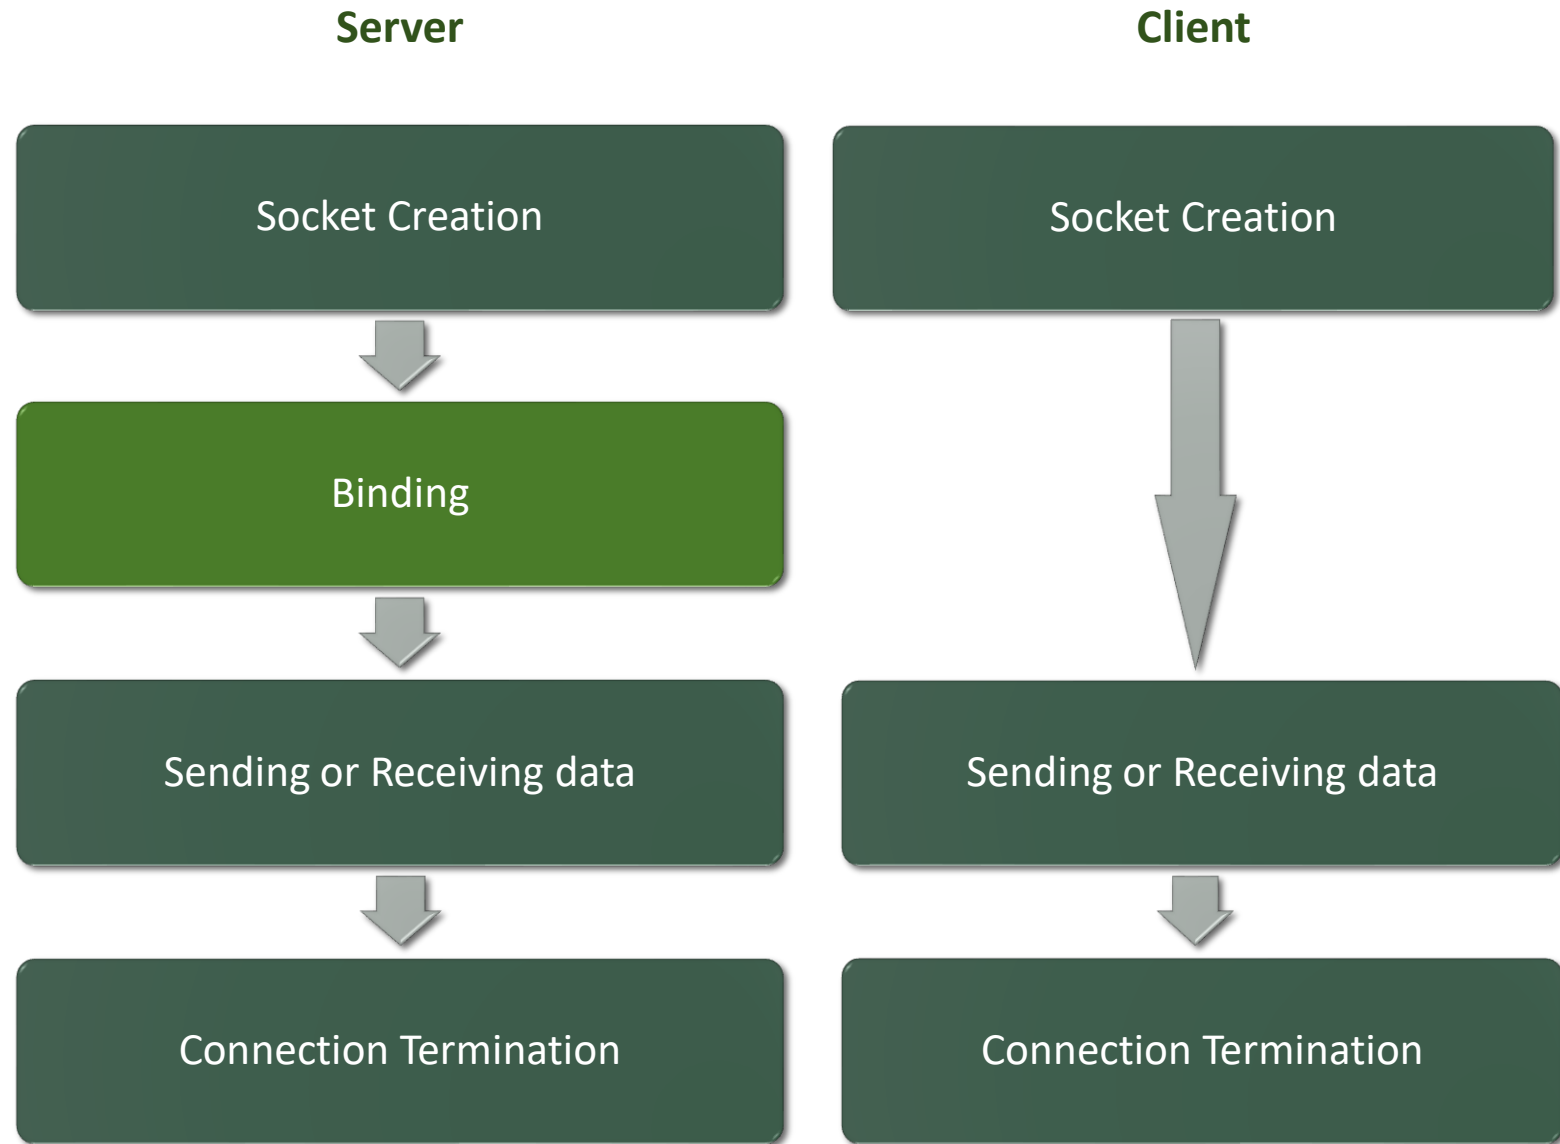 Server
Client
Socket Creation
Socket Creation
Binding
Sending or Receiving data
Sending or Receiving data
Connection Termination
Connection Termination